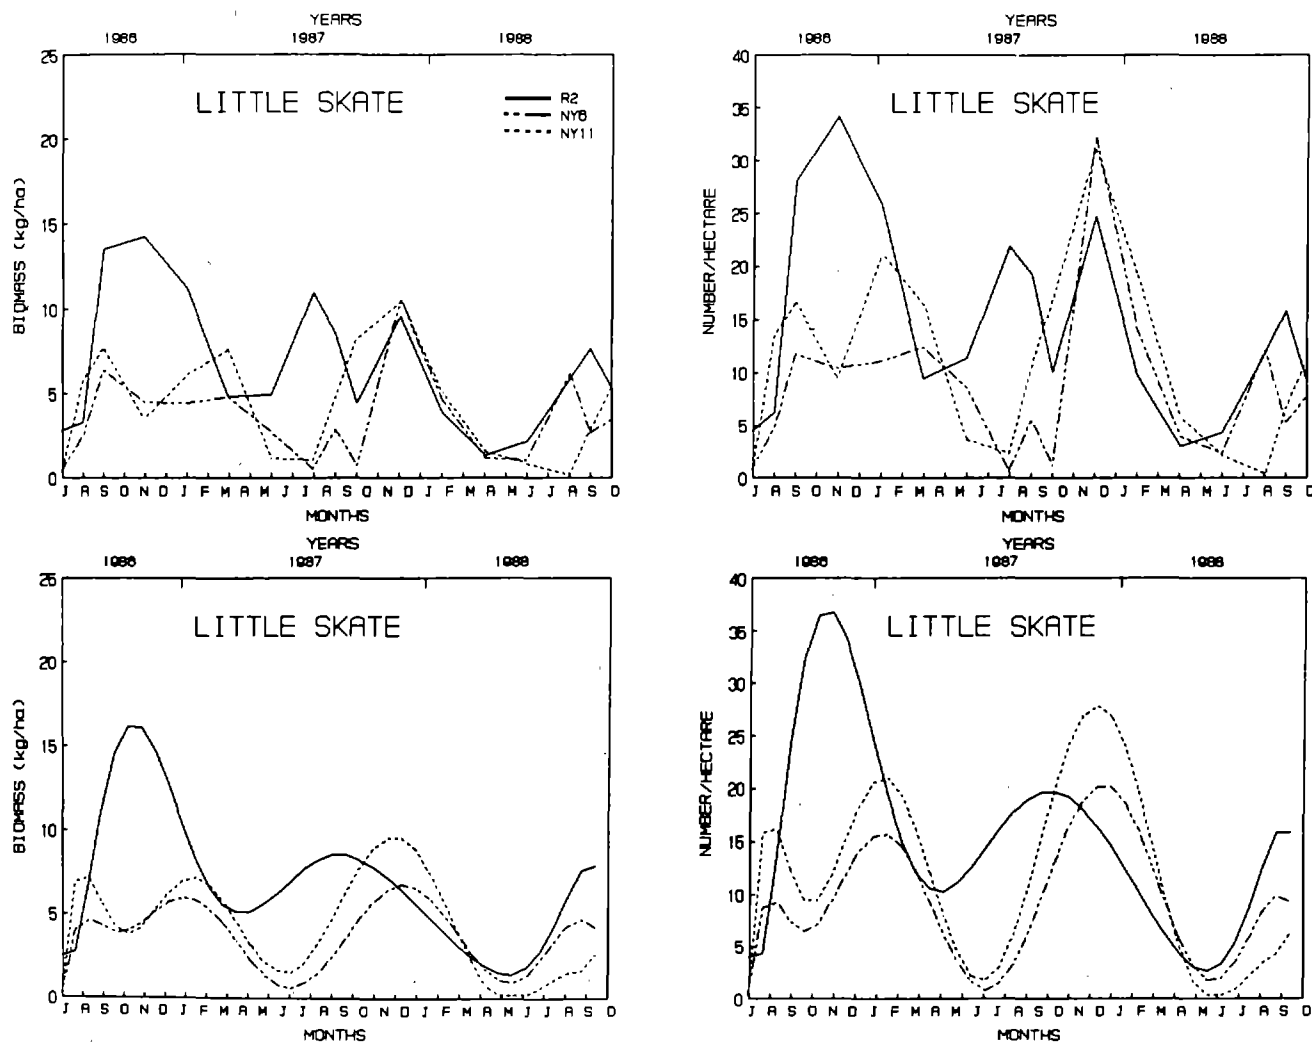 YEARS
1986 1987 1988
25
20
15
10
5
0
BIOMASS (kg/ha)
LITTLE SKATE
R2
NY6
NY11
J A S O N D J F M A M J J A S O N D J F M A M J J A S O
MONTHS
YEARS
1986 1987 1988
40
35
30
25
20
15
10
5
0
NUMBER/HECTARE
LITTLE SKATE
J A S O N D J F M A M J J A S O N D J F M A M J J A S O
MONTHS
YEARS
1986 1987 1988
25
20
15
10
5
0
BIOMASS (kg/ha)
LITTLE SKATE
J A S O N D J F M A M J J A S O N D J F M A M J J A S O
MONTHS
YEARS
1986 1987 1988
40
35
30
25
20
15
10
5
0
NUMBER/HECTARE
LITTLE SKATE
J A S O N D J F M A M J J A S O N D J F M A M J J A S O
MONTHS